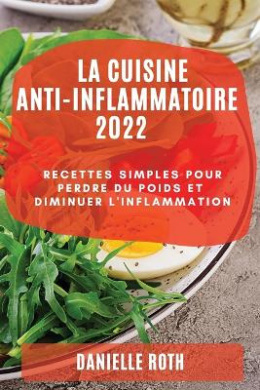 LA CUISINE
ANTI-INFLAMMATOIRE
2022
RECETTES SIMPLES POUR
PERDRE DU POIDS ET
DIMINUER L'INFLAMMATION
DANIELLE ROTH